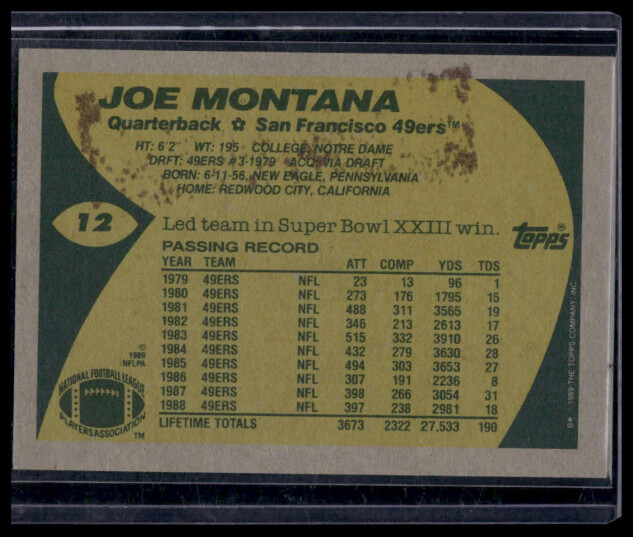 JOE MONTANA
Quarterback ✿ San Francisco 49ers™
HT: 6'2" WT: 195 COLLEGE: NOTRE DAME
DRFT: 49ERS #3-1979 ACQ: VIA DRAFT
BORN: 6-11-56, NEW EAGLE, PENNSYLVANIA
HOME: REDWOOD CITY, CALIFORNIA
12
Led team in Super Bowl XXIII win.
topps®
PASSING RECORD
YEAR TEAM ATT COMP YDS TDS
1979 49ERS NFL 23 13 96 1
1980 49ERS NFL 273 176 1795 15
1981 49ERS NFL 488 311 3565 19
1982 49ERS NFL 346 213 2613 17
1983 49ERS NFL 515 332 3910 26
1984 49ERS NFL 432 279 3630 28
1985 49ERS NFL 494 303 3653 27
1986 49ERS NFL 307 191 2236 8
1987 49ERS NFL 398 266 3054 31
1988 49ERS NFL 397 238 2981 18
LIFETIME TOTALS 3673 2322 27,533 190
©
1989
NFLPA
NATIONAL FOOTBALL LEAGUE
PLAYERS ASSOCIATION™
B* ©1989 THE TOPPS COMPANY, INC.